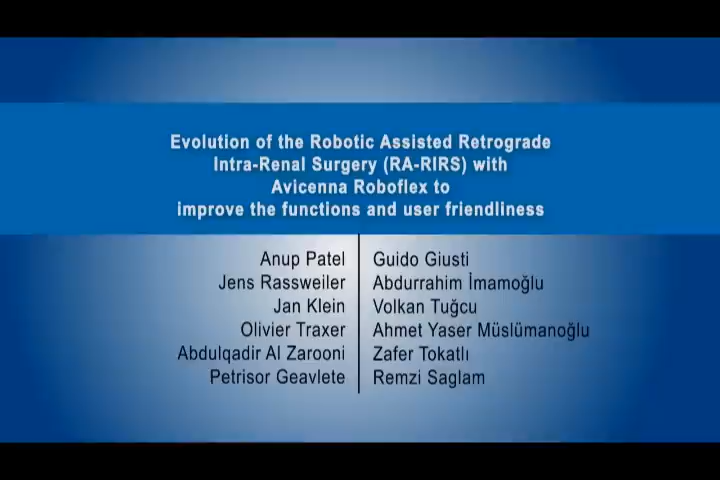 Evolution of the Robotic Assisted Retrograde
Intra-Renal Surgery (RA-RIRS) with
Avicenna Roboflex to
improve the functions and user friendliness
Anup Patel
Jens Rassweiler
Jan Klein
Olivier Traxer
Abdulqadir Al Zarooni
Petrisor Geavlete
Guido Giusti
Abdurrahim İmamoğlu
Volkan Tuğcu
Ahmet Yaser Müslümanoğlu
Zafer Tokatlı
Remzi Saglam